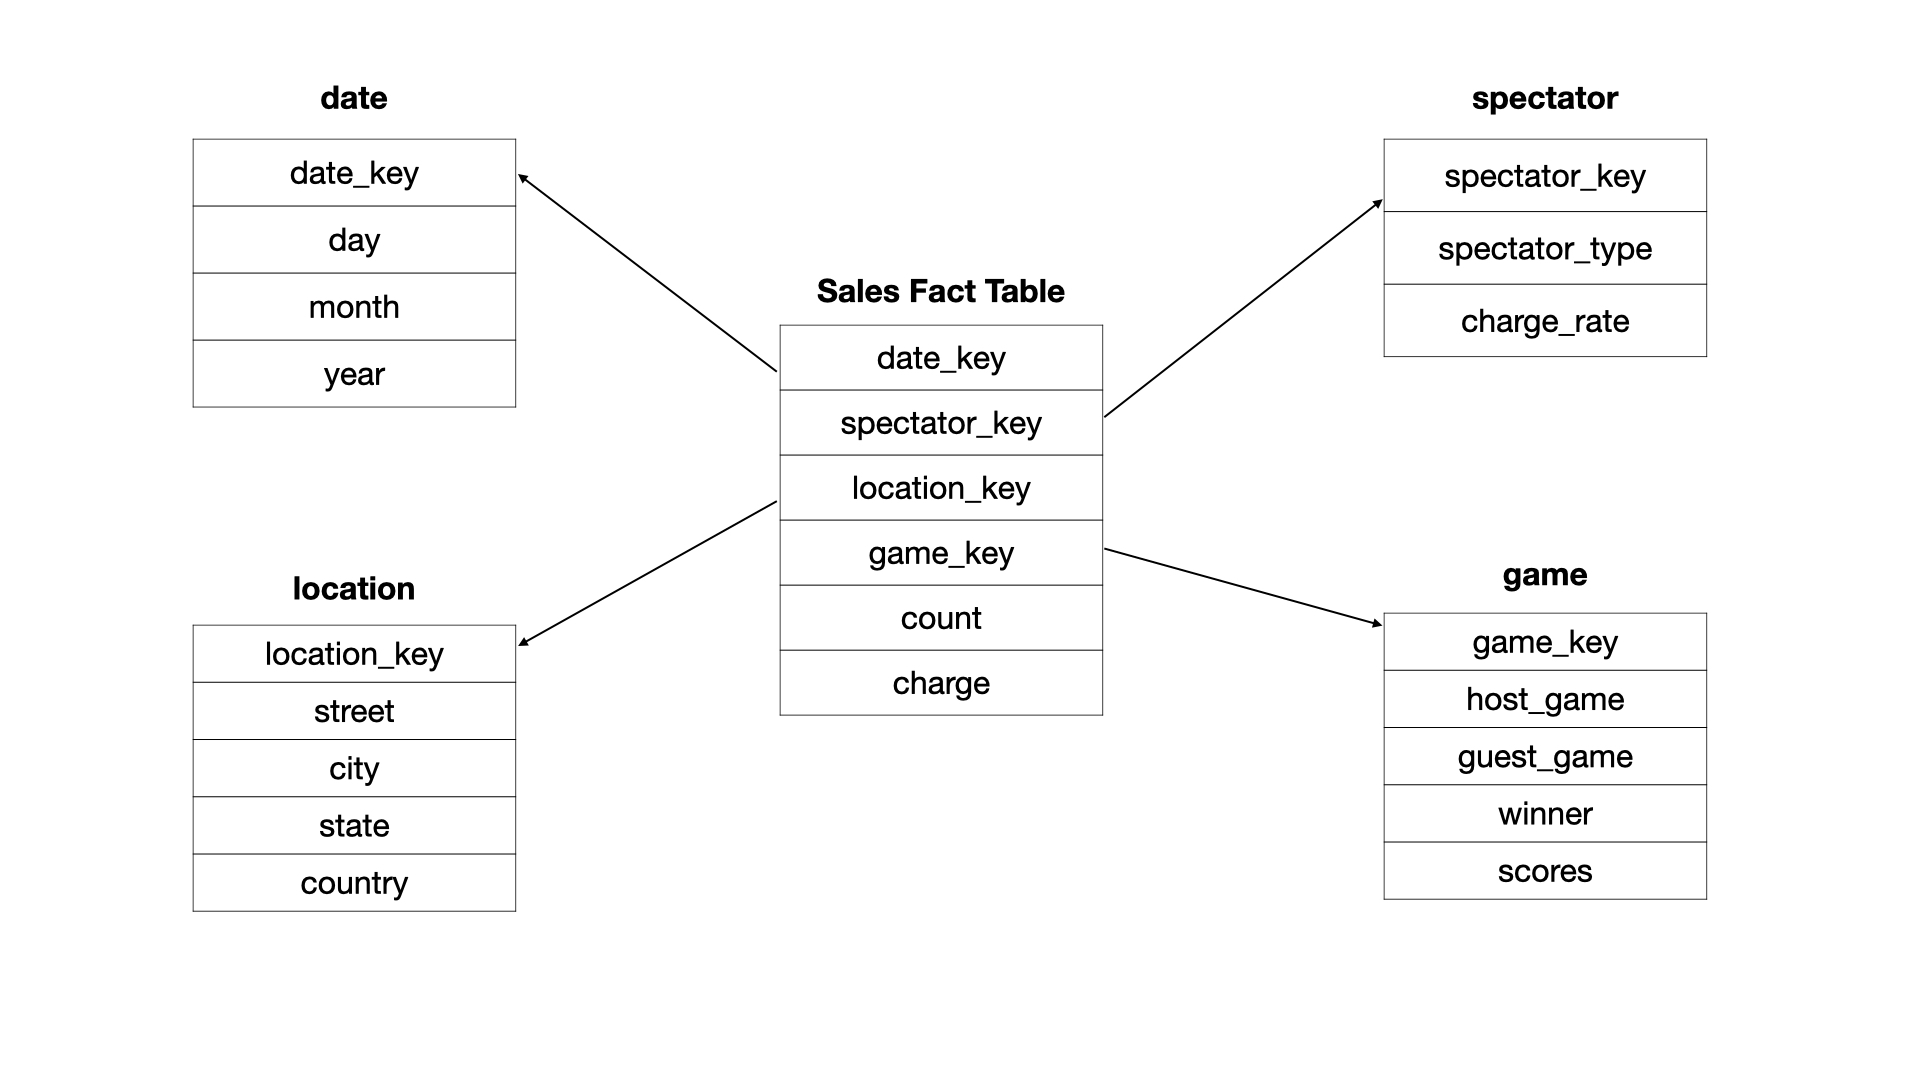 date
date_key
day
month
year
spectator
spectator_key
spectator_type
charge_rate
Sales Fact Table
date_key
spectator_key
location_key
game_key
count
charge
location
location_key
street
city
state
country
game
game_key
host_game
guest_game
winner
scores